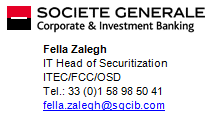 SOCIETE GENERALE
Corporate & Investment Banking
Fella Zalegh
IT Head of Securitization
ITEC/FCC/OSD
Tel.: 33 (0)1 58 98 50 41
fella.zalegh@sgcib.com